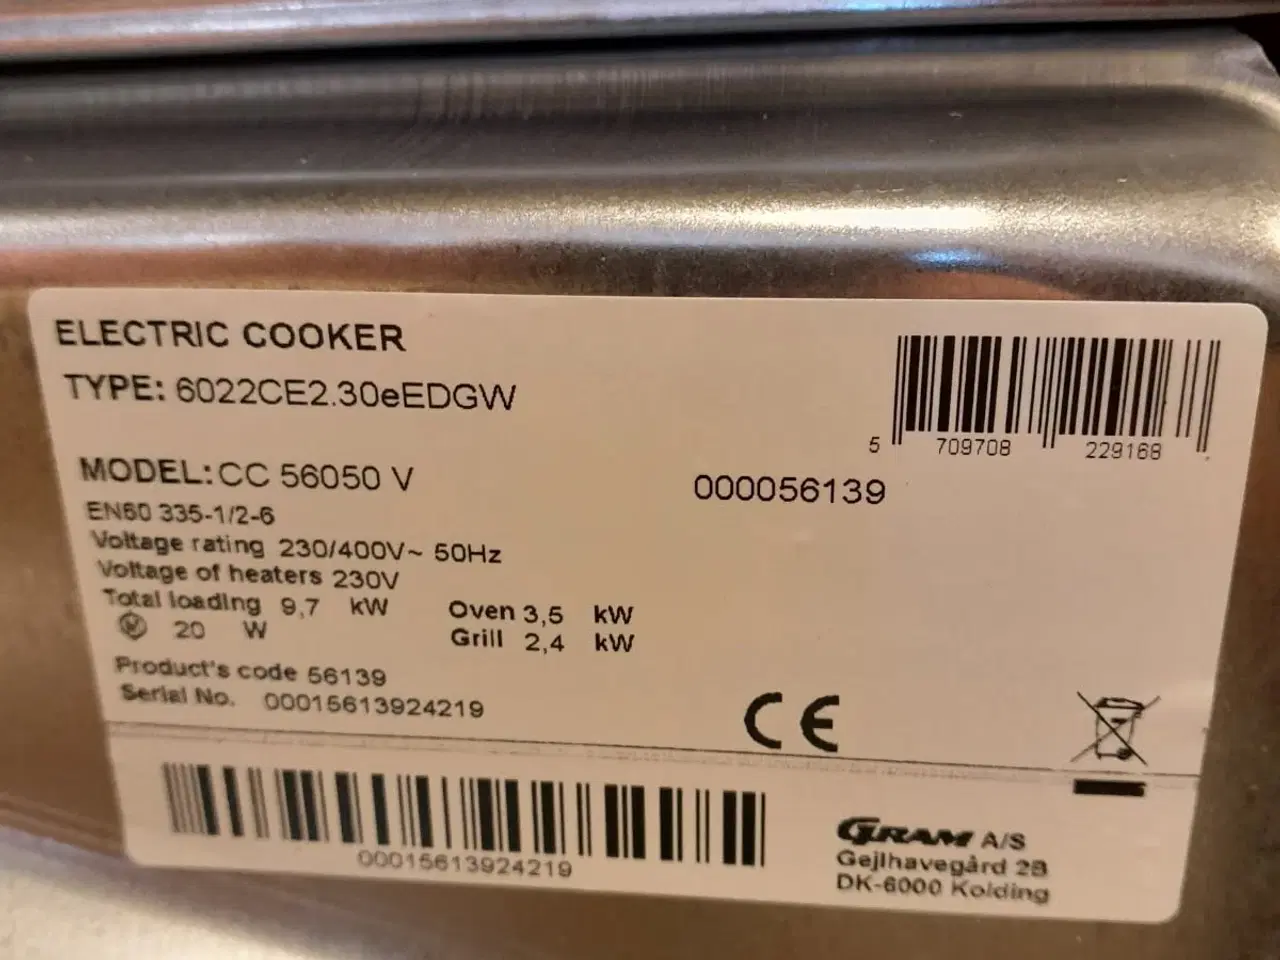 ELECTRIC COOKER
TYPE: 6022CE2.30eEDGW
5 709708 229168
MODEL: CC 56050 V
000056139
EN60 335-1/2-6
Voltage rating 230/400V~ 50Hz
Voltage of heaters 230V
Total loading 9,7 kW Oven 3,5 kW
20 W Grill 2,4 kW
Product's code 56139
Serial No. 00015613924219
CE
00015613924219
GRAM A/S
Gejlhavegård 2B
DK-6000 Kolding